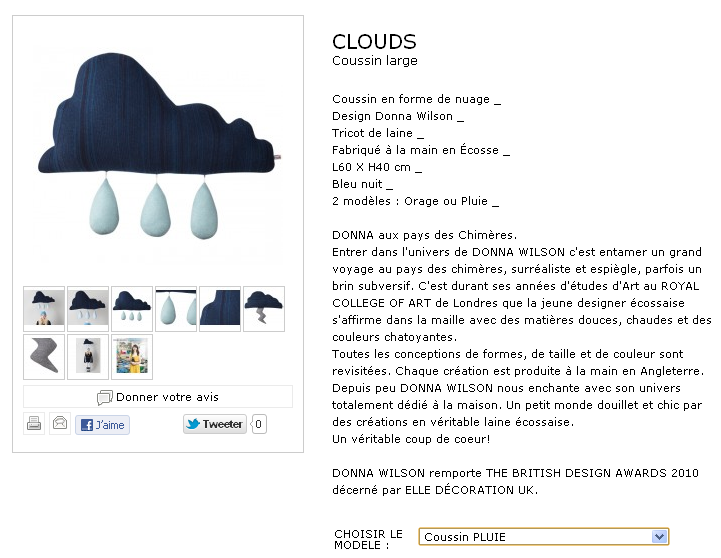 CLOUDS
Coussin large
Coussin en forme de nuage _
Design Donna Wilson _
Tricot de laine _
Fabriqué à la main en Écosse _
L60 X H40 cm _
Bleu nuit _
2 modèles : Orage ou Pluie _
DONNA aux pays des Chimères.
Entrer dans l'univers de DONNA WILSON c'est entamer un grand
voyage au pays des chimères, surréaliste et espiègle, parfois un
brin subversif. C'est durant ses années d'études d'Art au ROYAL
COLLEGE OF ART de Londres que la jeune designer écossaise
s'affirme dans la maille avec des matières douces, chaudes et des
couleurs chatoyantes.
Toutes les conceptions de formes, de taille et de couleur sont
revisitées. Chaque création est produite à la main en Angleterre.
Depuis peu DONNA WILSON nous enchante avec son univers
totalement dédié à la maison. Un petit monde douillet et chic par
des créations en véritable laine écossaise.
Un véritable coup de coeur!
DONNA WILSON remporte THE BRITISH DESIGN AWARDS 2010
décerné par ELLE DÉCORATION UK.
CHOISIR LE
MODELE :
Coussin PLUIE
Donner votre avis
J'aime
Tweeter
0